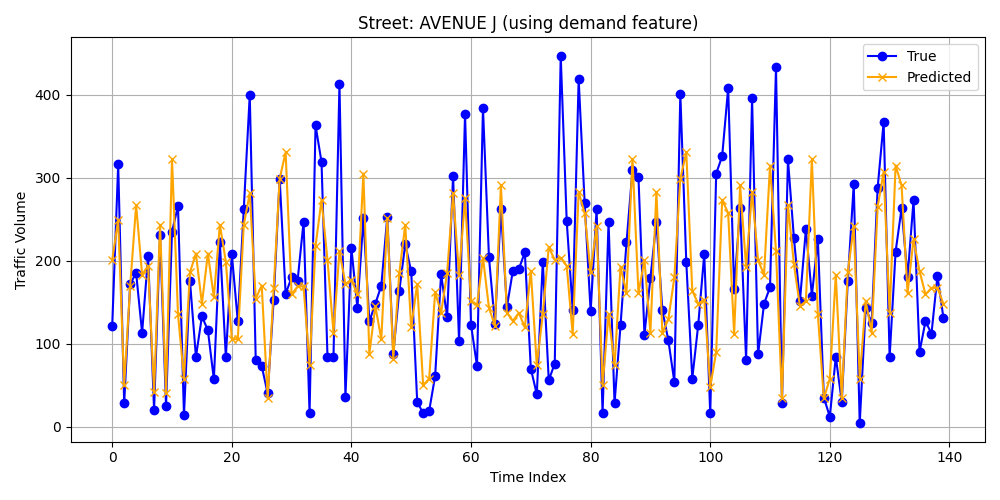 Street: AVENUE J (using demand feature)
True
Predicted
Traffic Volume
400
300
200
100
0
0 20 40 60 80 100 120 140
Time Index